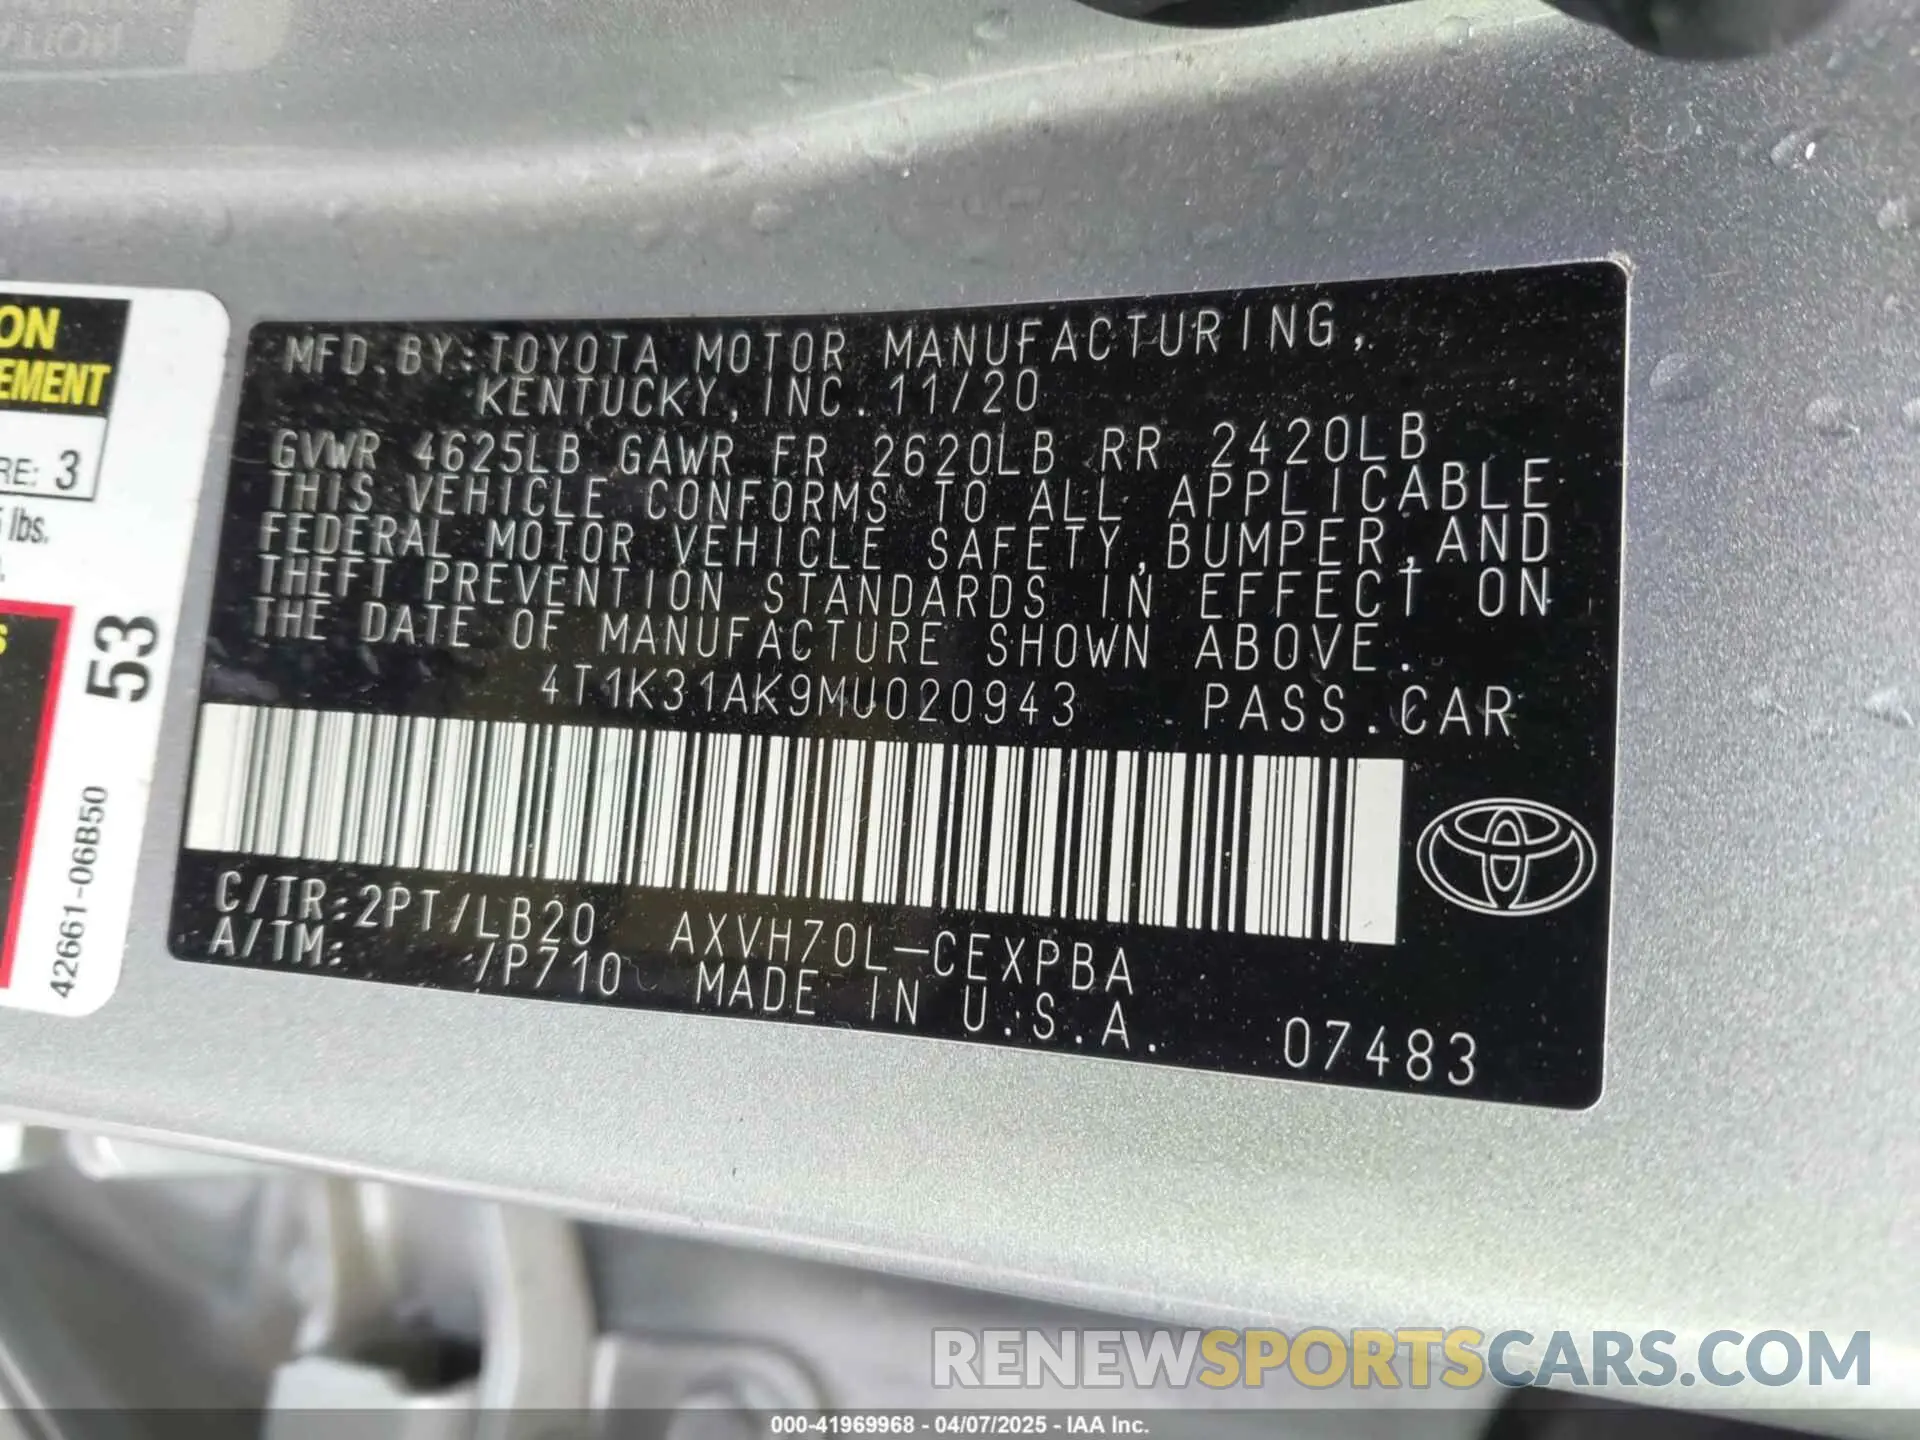 ON
EMENT
RE: 3
lbs.
53
42661-06B50
MFD.BY:TOYOTA MOTOR MANUFACTURING,
KENTUCKY,INC.11/20
GVWR 4625LB GAWR FR 2620LB RR 2420LB
THIS VEHICLE CONFORMS TO ALL APPLICABLE
FEDERAL MOTOR VEHICLE SAFETY,BUMPER,AND
THEFT PREVENTION STANDARDS IN EFFECT ON
THE DATE OF MANUFACTURE SHOWN ABOVE.
4T1K31AK9MU020943 PASS.CAR
C/TR:2PT/LB20 AXVH70L-CEXPBA
A/TM: /P710 MADE IN U.S.A. 07483
RENEWSPORTSCARS.COM
000-41969968 - 04/07/2025 - IAA Inc.